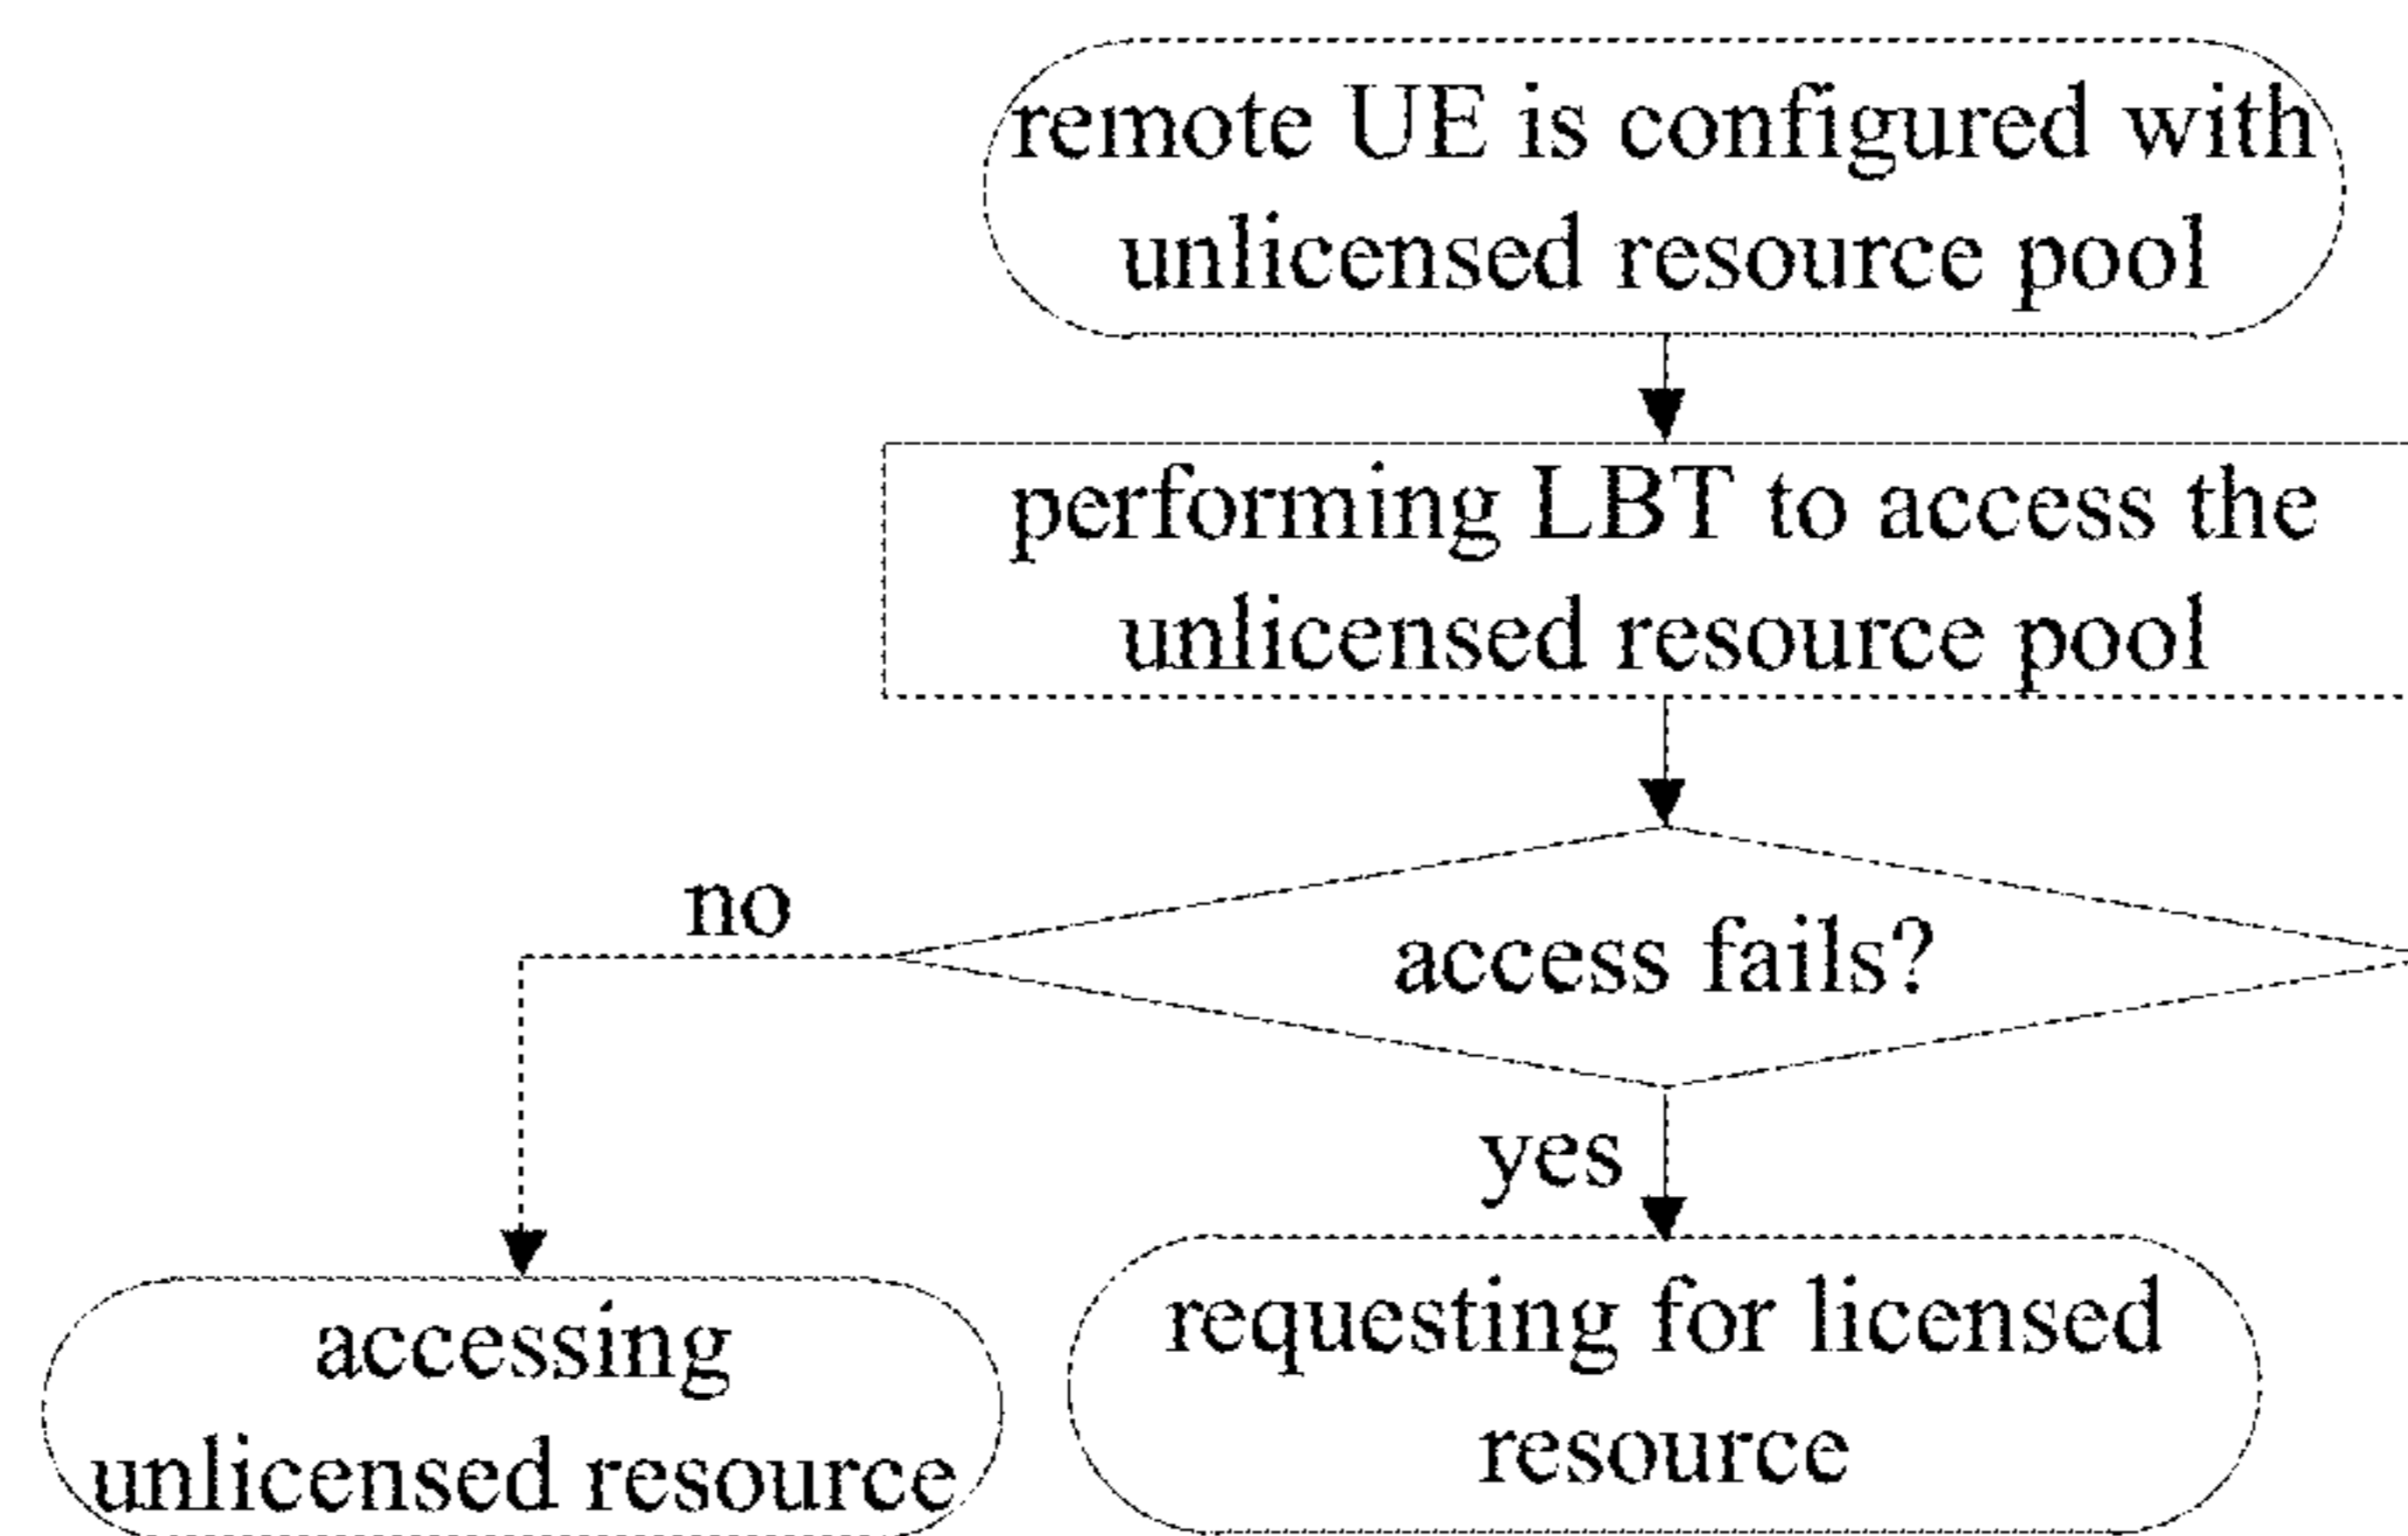 remote UE is configured with
unlicensed resource pool
performing LBT to access the
unlicensed resource pool
access fails?
no
yes
accessing
unlicensed resource
requesting for licensed
resource